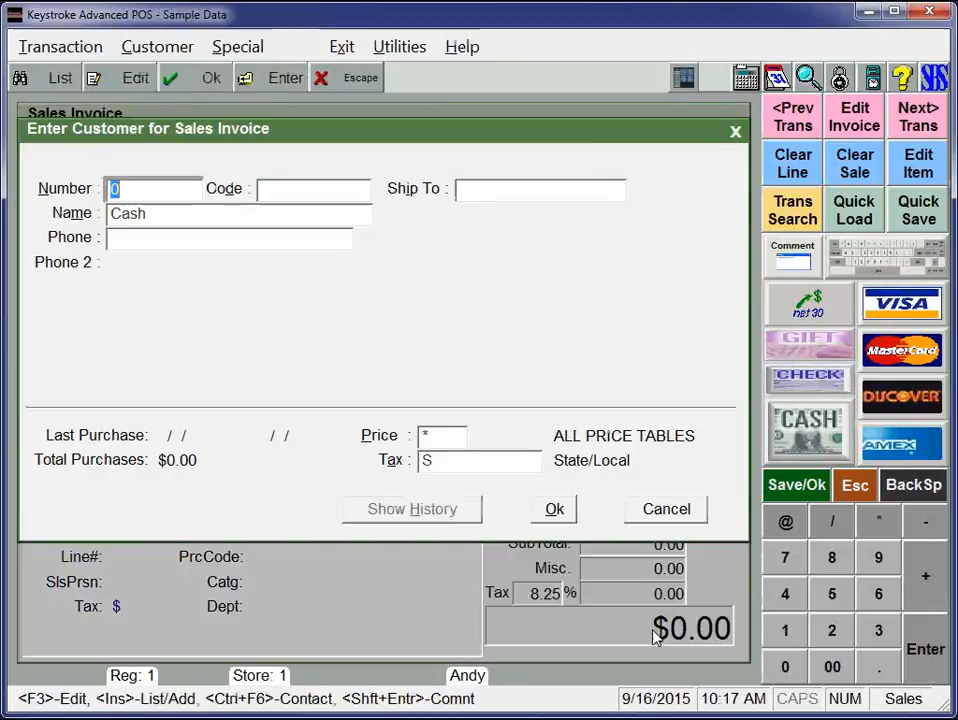 Keystroke Advanced POS - Sample Data
Transaction Customer Special Exit Utilities Help
List Edit Ok Enter Escape
Sales Invoice
Enter Customer for Sales Invoice
x
Number : 0 Code : Ship To :
Name : Cash
Phone :
Phone 2 :
Last Purchase: / / / / Price : * ALL PRICE TABLES
Total Purchases: $0.00 Tax : S State/Local
Show History Ok Cancel
SubTotal: 0.00
Line#: PrcCode: Misc. 0.00
SlsPrsn: Catg: Tax 8.25 % 0.00
Tax: $ Dept:
$0.00
Reg: 1 Store: 1 Andy
<F3>-Edit, <Ins>-List/Add, <Ctrl+F6>-Contact, <Shft+Entr>-Comnt
9/16/2015 10:17 AM CAPS NUM Sales
31 ? SBS
<Prev Trans
Edit Invoice
Next> Trans
Clear Line
Clear Sale
Edit Item
Trans Search
Quick Load
Quick Save
Comment
$ net 30
VISA
GIFT
MasterCard
CHECK
DISCOVER
CASH
AMEX
Save/Ok Esc BackSp
@ / * -
7 8 9 +
4 5 6
1 2 3 Enter
0 00 .